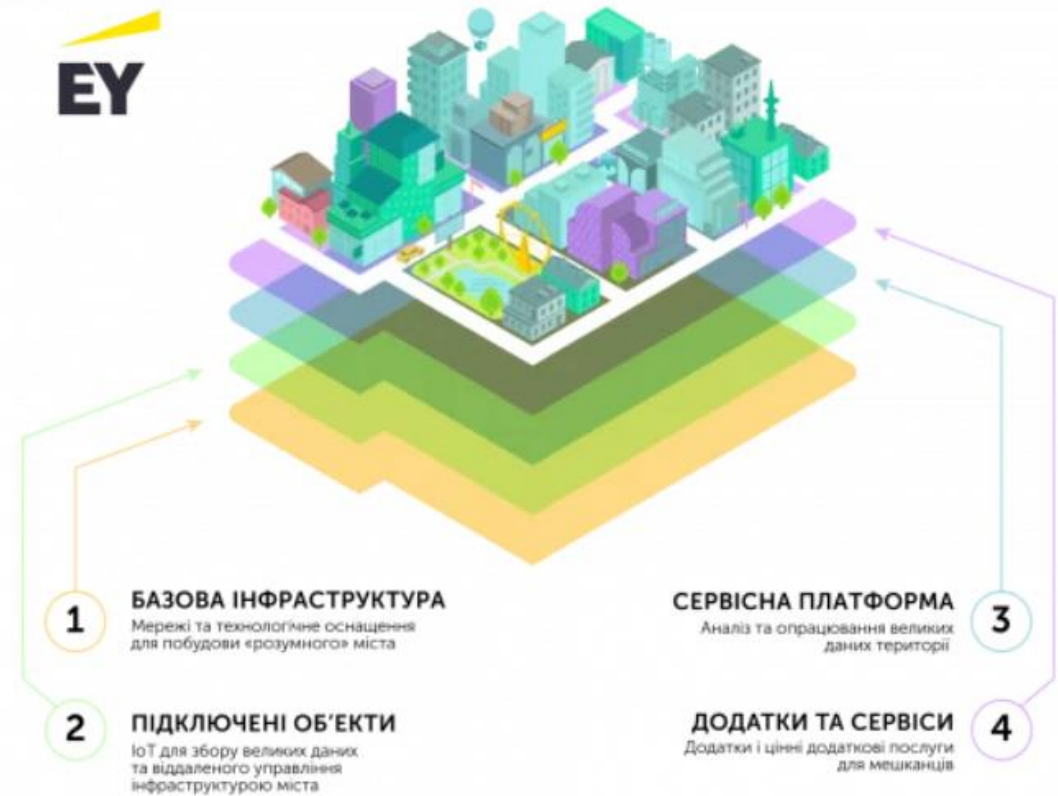 EY
1
БАЗОВА ІНФРАСТРУКТУРА
Мережі та технологічне оснащення
для побудови «розумного» міста
2
ПІДКЛЮЧЕНІ ОБ'ЄКТИ
ІоТ для збору великих даних
та віддаленого управління
інфраструктурою міста
СЕРВІСНА ПЛАТФОРМА
3
Аналіз та опрацювання великих
даних території
ДОДАТКИ ТА СЕРВІСИ
4
Додатки і цінні додаткові послуги
для мешканців